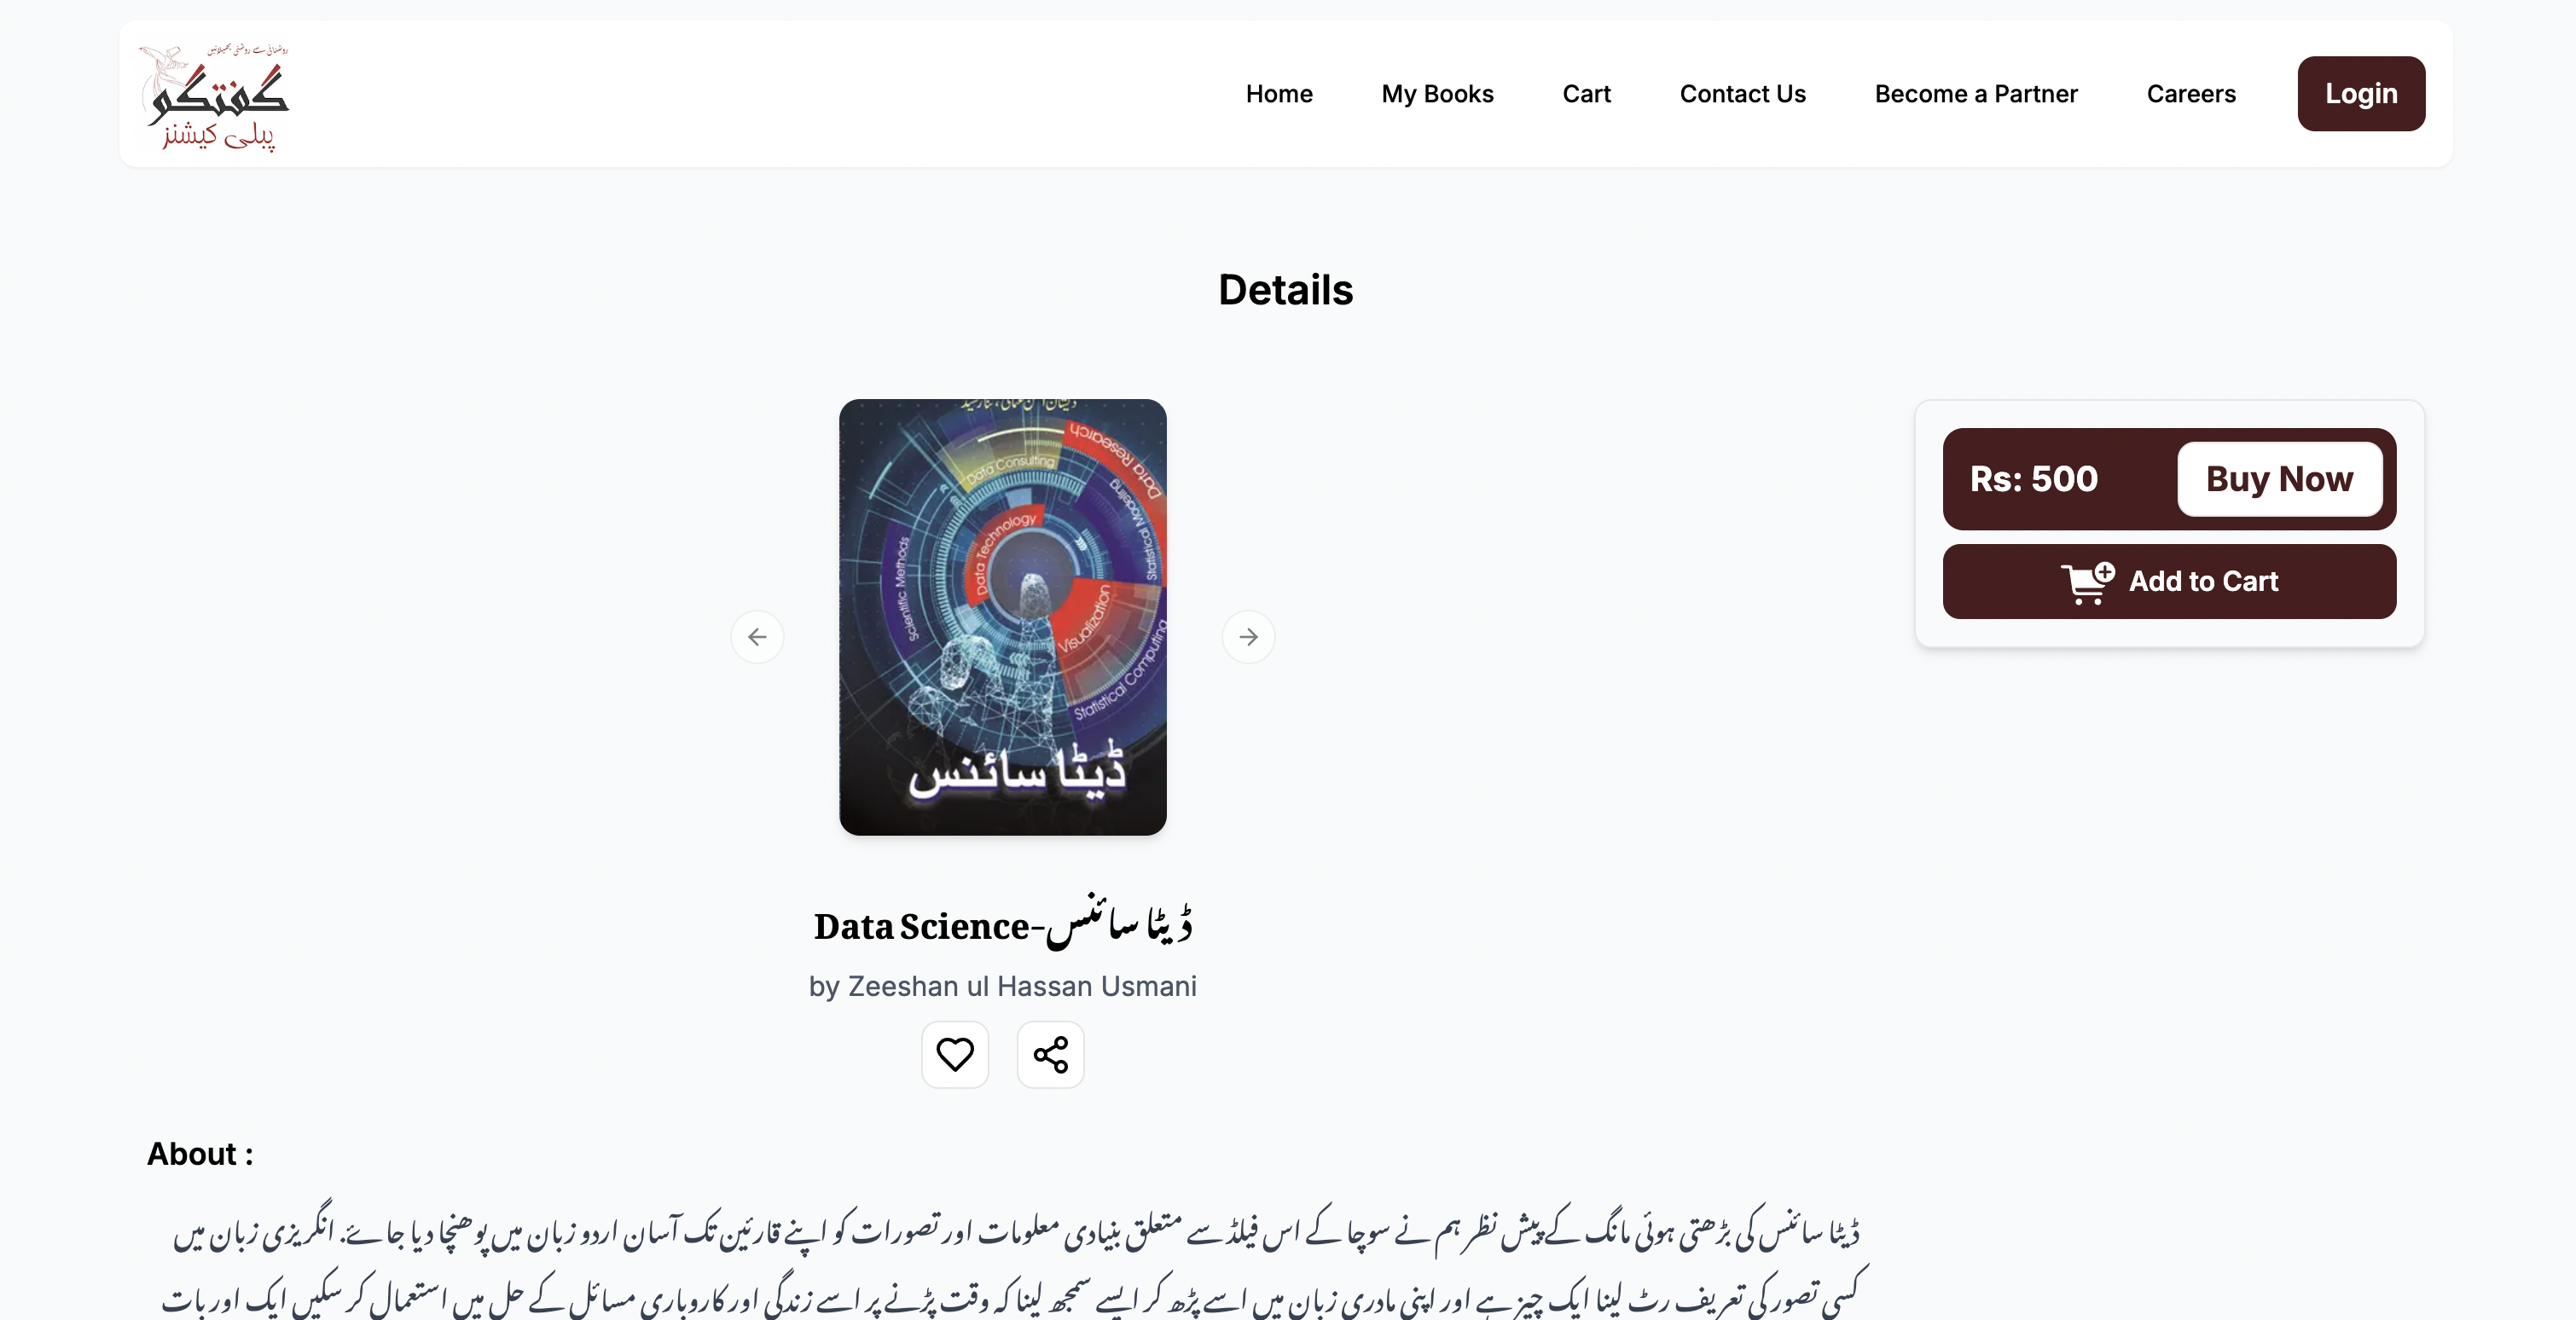 روشنائی سے روشنی پھیلائیں
گفتگو
پبلی کیشنز
Home
My Books
Cart
Contact Us
Become a Partner
Careers
Login
Details
Data Research
Data Consulting
Statistical Modeling
Data Technology
Scientific Methods
Visualization
Statistical Computing
ڈیٹا سائنس
Rs: 500
Buy Now
Add to Cart
ڈیٹا سائنس-Data Science
by Zeeshan ul Hassan Usmani
About :
ڈیٹا سائنس کی بڑھتی ہوئی مانگ کے پیش نظر ہم نے سوچا کے اس فیلڈ سے متعلق بنیادی معلومات اور تصورات کو اپنے قارئین تک آسان اردو زبان میں پوھنچا دیا جائے. انگریزی زبان میں
کسی تصور کی تعریف رٹ لینا ایک چیز ہے اور اپنی مادری زبان میں اسے پڑھ کر ایسے سمجھ لینا کہ وقت پڑنے پر اسے زندگی اور کاروباری مسائل کے حل میں استعمال کر سکیں ایک اور بات